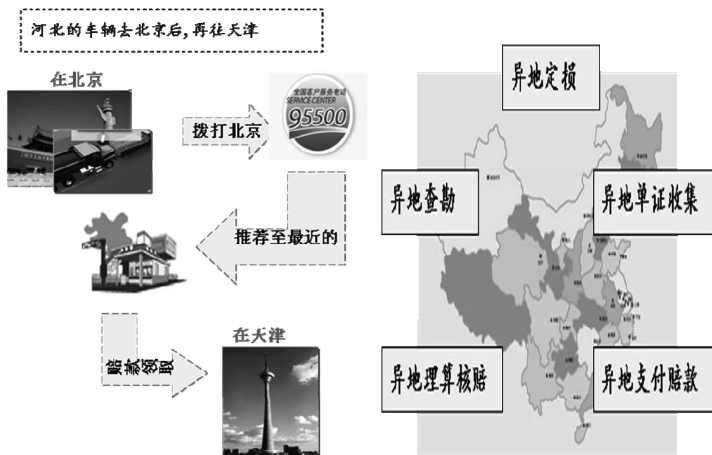 河北的车辆去北京后,再往天津
在北京
全国客户服务电话
SERVICE CENTER
95500
拨打北京
推荐至最近的
赔款领取
在天津
异地定损
异地查勘
异地单证收集
异地理算核赔
异地支付赔款